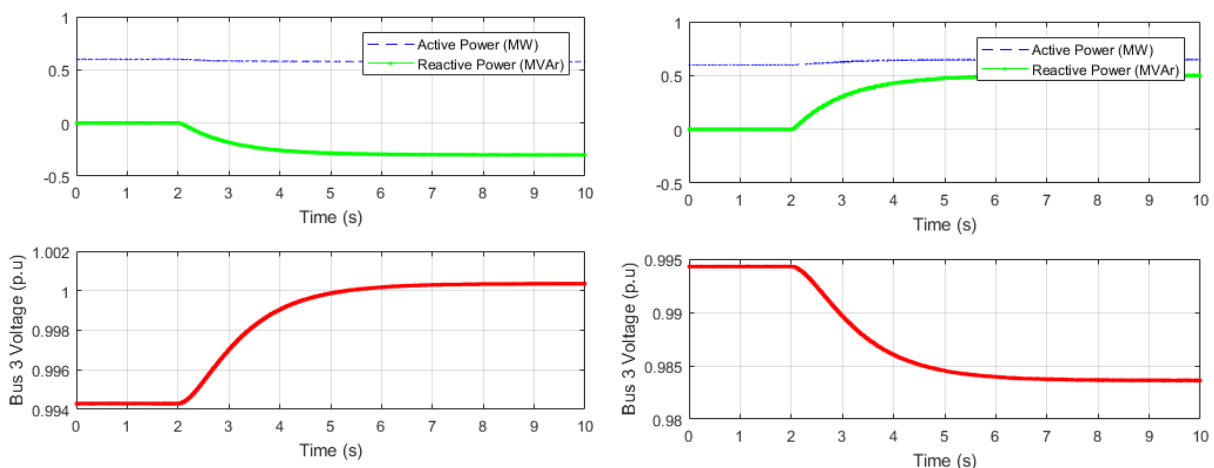 1
0.5
0
-0.5
Active Power (MW)
Reactive Power (MVAr)
0 1 2 3 4 5 6 7 8 9 10
Time (s)
1
0.5
0
-0.5
Active Power (MW)
Reactive Power (MVAr)
0 1 2 3 4 5 6 7 8 9 10
Time (s)
Bus 3 Voltage (p.u)
1.002
1
0.998
0.996
0.994
0 1 2 3 4 5 6 7 8 9 10
Time (s)
Bus 3 Voltage (p.u)
0.995
0.99
0.985
0.98
0 1 2 3 4 5 6 7 8 9 10
Time (s)